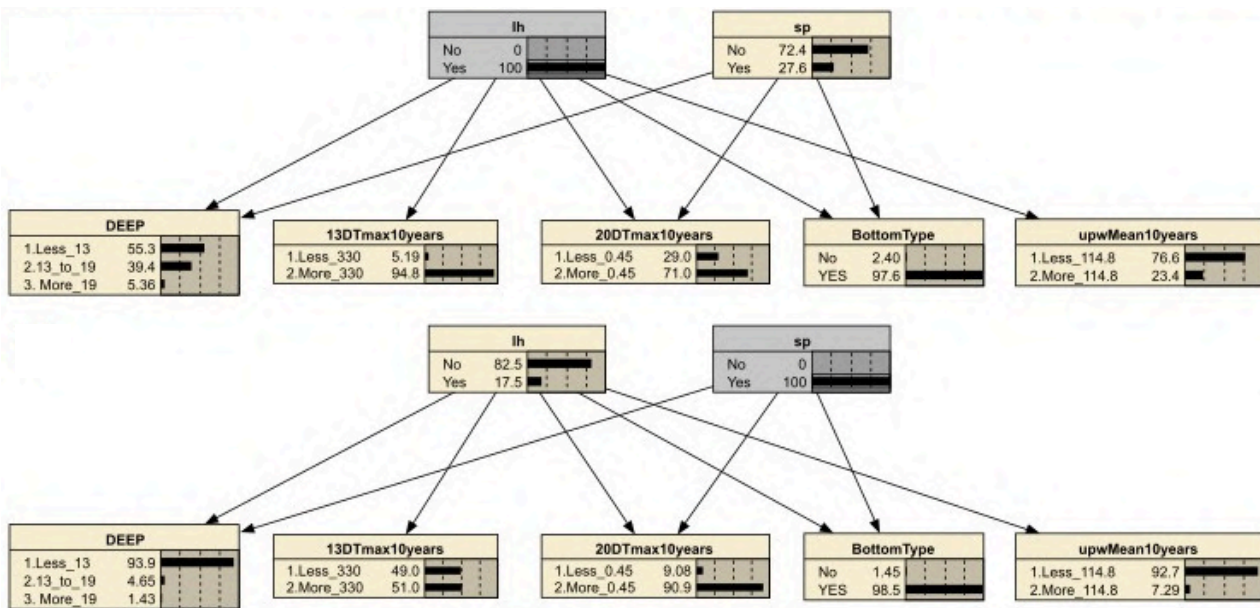 lh
No 0
Yes 100
sp
No 72.4
Yes 27.6
DEEP
1.Less_13 55.3
2.13_to_19 39.4
3. More_19 5.36
13DTmax10years
1.Less_330 5.19
2.More_330 94.8
20DTmax10years
1.Less_0.45 29.0
2.More_0.45 71.0
BottomType
No 2.40
YES 97.6
upwMean10years
1.Less_114.8 76.6
2.More_114.8 23.4
lh
No 82.5
Yes 17.5
sp
No 0
Yes 100
DEEP
1.Less_13 93.9
2.13_to_19 4.65
3. More_19 1.43
13DTmax10years
1.Less_330 49.0
2.More_330 51.0
20DTmax10years
1.Less_0.45 9.08
2.More_0.45 90.9
BottomType
No 1.45
YES 98.5
upwMean10years
1.Less_114.8 92.7
2.More_114.8 7.29